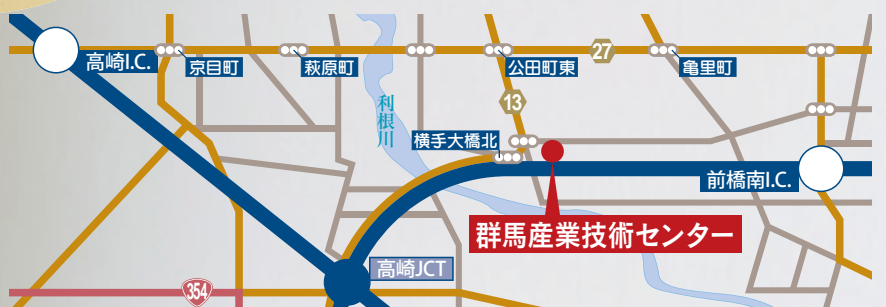 高崎I.C.
京目町
萩原町
公田町東
27
亀里町
13
利根川
横手大橋北
前橋南I.C.
群馬産業技術センター
高崎JCT
354